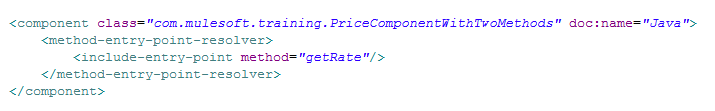 <component class="com.mulesoft.training.PriceComponentWithTwoMethods" doc:name="Java">
<method-entry-point-resolver>
<include-entry-point method="getRate"/>
</method-entry-point-resolver>
</component>